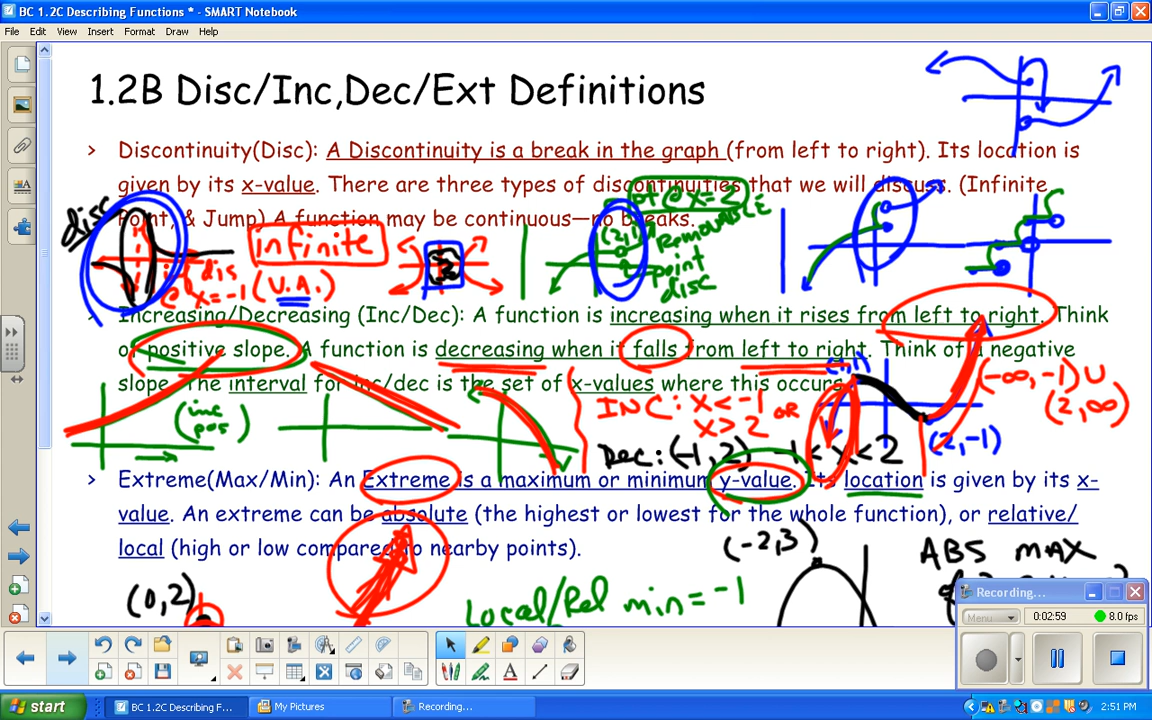 BC 1.2C Describing Functions * - SMART Notebook
File Edit View Insert Format Draw Help
1.2B Disc/Inc,Dec/Ext Definitions
> Discontinuity(Disc): A Discontinuity is a break in the graph (from left to right). Its location is
given by its x-value. There are three types of discontinuities that we will discuss. (Infinite
Point, & Jump) A function may be continuous—no breaks.
disc
infinite
dis
@ x=-1 (V.A.)
pt @ x=2
(2,1)
REMOVABLE
point
disc
> Increasing/Decreasing (Inc/Dec): A function is increasing when it rises from left to right. Think
of positive slope. A function is decreasing when it falls from left to right. Think of a negative
slope. The interval for inc/dec is the set of x-values where this occurs.
(inc
pos)
INC: x<-1 OR
x>2
(-∞,-1) U
(2,∞)
Dec: (-1,2) -1<x<2
(2,-1)
> Extreme(Max/Min): An Extreme is a maximum or minimum y-value. Its location is given by its x-
value. An extreme can be absolute (the highest or lowest for the whole function), or relative/
local (high or low compared to nearby points).
(0,2)
Local/Rel min=-1
(-2,3)
ABS MAX
Recording...
Menu
0:02:59
8.0 fps
start
BC 1.2C Describing F...
My Pictures
Recording...
2:51 PM